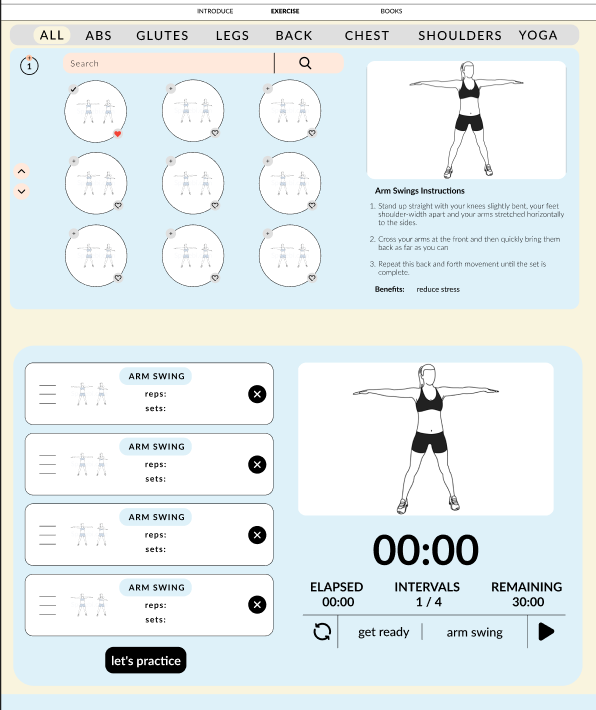 INTRODUCE EXERCISE BOOKS
ALL ABS GLUTES LEGS BACK CHEST SHOULDERS YOGA
1
Search
Arm Swings Instructions
1. Stand up straight with your knees slightly bent, your feet
shoulder-width apart and your arms stretched horizontally
to the sides.
2. Cross your arms at the front and then quickly bring them
back as far as you can
3. Repeat this back and forth movement until the set is
complete.
Benefits: reduce stress
ARM SWING
reps:
sets:
ARM SWING
reps:
sets:
ARM SWING
reps:
sets:
ARM SWING
reps:
sets:
let's practice
00:00
ELAPSED INTERVALS REMAINING
00:00 1 / 4 30:00
get ready arm swing